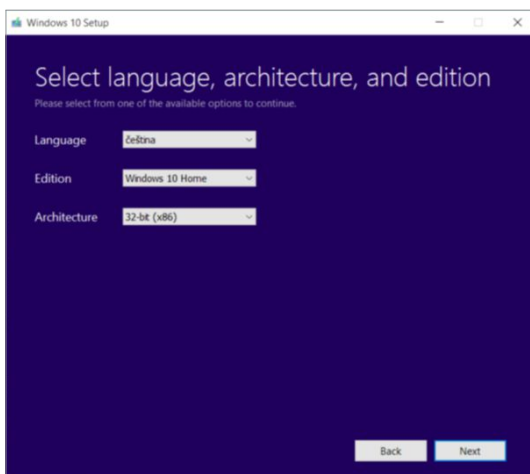 Windows 10 Setup
Select language, architecture, and edition
Please select from one of the available options to continue.
Language čeština
Edition Windows 10 Home
Architecture 32-bit (x86)
Back Next